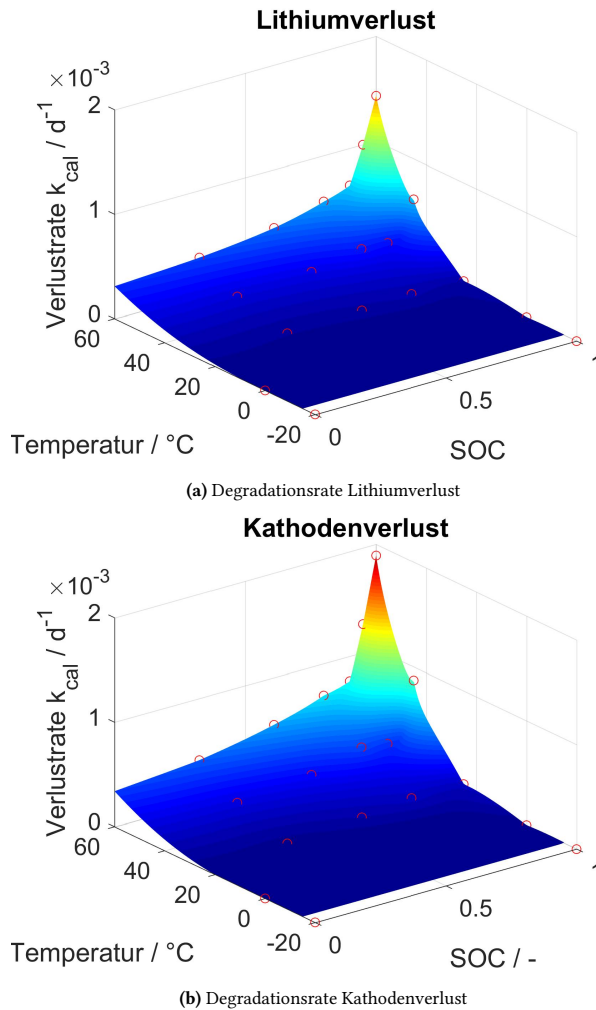 Lithiumverlust
×10⁻³
2
1
0
Verlustrate k_cal / d⁻¹
60
40
20
0
-20
Temperatur / °C
0
0.5
1
SOC
(a) Degradationsrate Lithiumverlust
Kathodenverlust
×10⁻³
2
1
0
Verlustrate k_cal / d⁻¹
60
40
20
0
-20
Temperatur / °C
0
0.5
1
SOC / -
(b) Degradationsrate Kathodenverlust